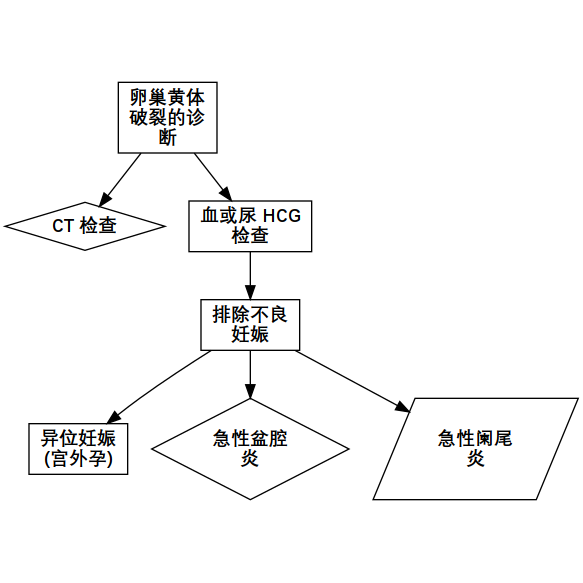 卵巢黄体
破裂的诊
断
CT 检查
血或尿 HCG
检查
排除不良
妊娠
异位妊娠
(宫外孕)
急性盆腔
炎
急性阑尾
炎